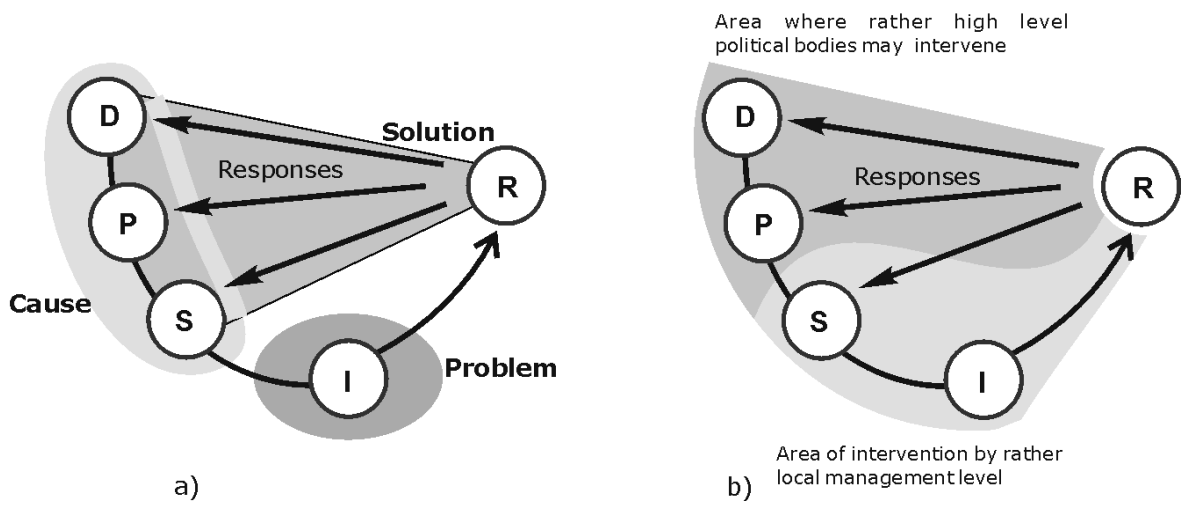 D
Solution
Responses
R
P
Cause
S
Problem
I
a)
Area where rather high level
political bodies may intervene
D
Responses
R
P
S
I
Area of intervention by rather
local management level
b)